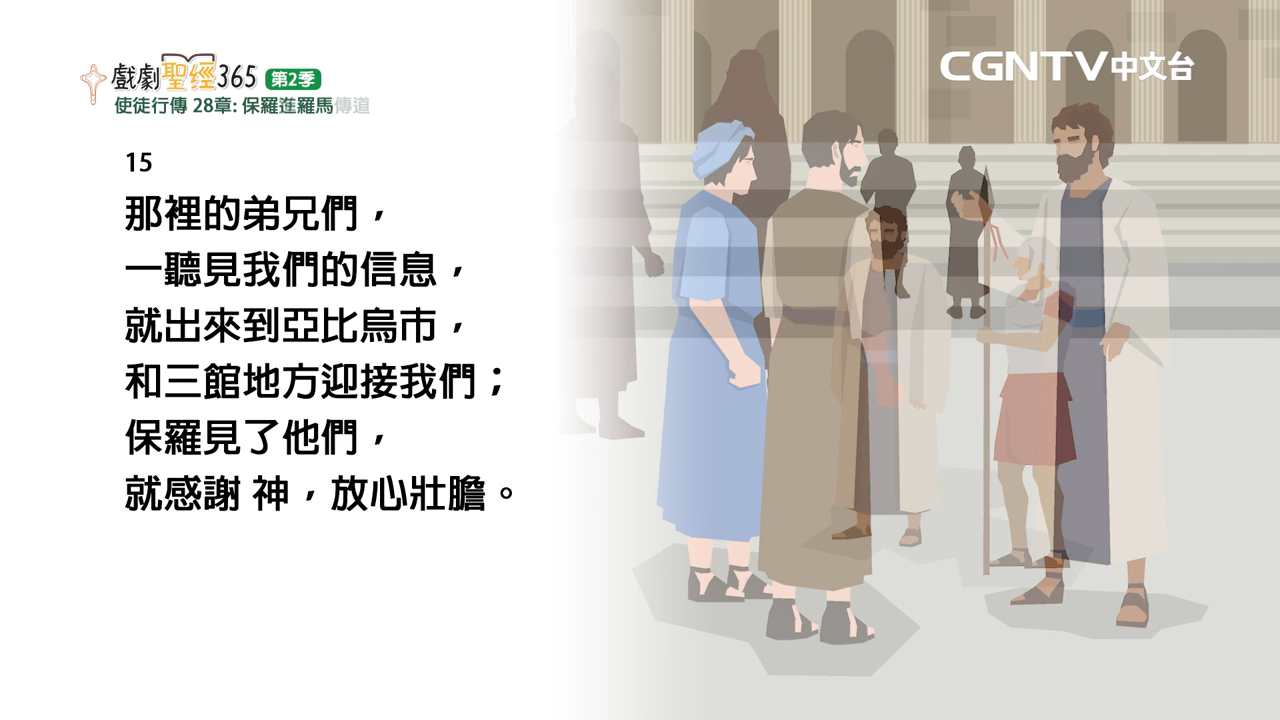 戲劇聖經365 第2季
CGNTV中文台
使徒行傳 28章: 保羅進羅馬傳道
15
那裡的弟兄們，
一聽見我們的信息，
就出來到亞比烏市，
和三館地方迎接我們；
保羅見了他們，
就感謝 神，放心壯膽。